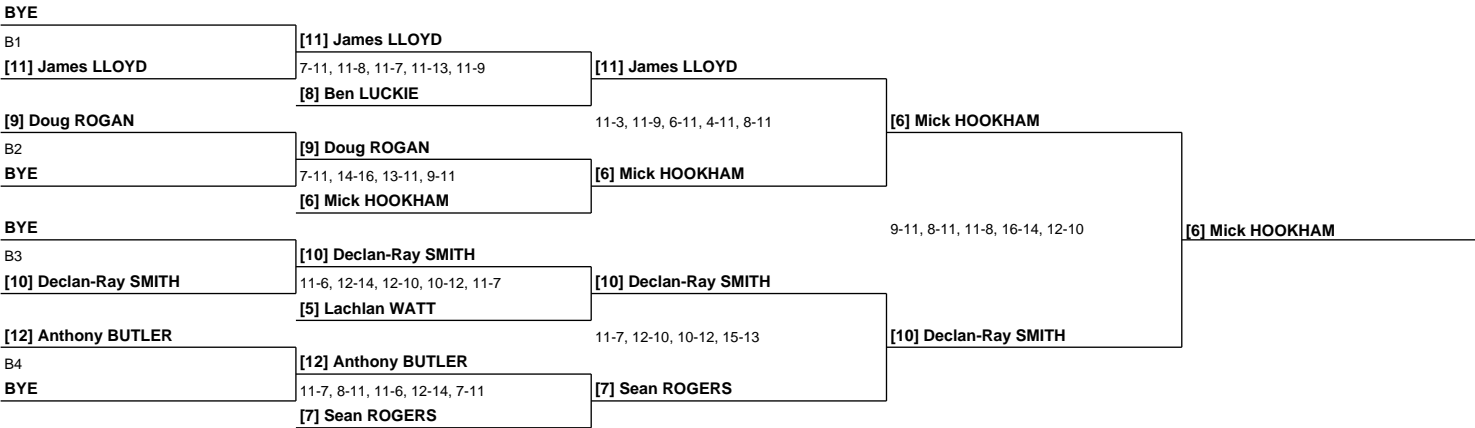 BYE
B1
[11] James LLOYD
[11] James LLOYD
7-11, 11-8, 11-7, 11-13, 11-9
[8] Ben LUCKIE
[11] James LLOYD
[9] Doug ROGAN
B2
BYE
[9] Doug ROGAN
7-11, 14-16, 13-11, 9-11
[6] Mick HOOKHAM
11-3, 11-9, 6-11, 4-11, 8-11
[6] Mick HOOKHAM
[6] Mick HOOKHAM
BYE
B3
[10] Declan-Ray SMITH
[10] Declan-Ray SMITH
11-6, 12-14, 12-10, 10-12, 11-7
[5] Lachlan WATT
[10] Declan-Ray SMITH
[12] Anthony BUTLER
B4
BYE
[12] Anthony BUTLER
11-7, 8-11, 11-6, 12-14, 7-11
[7] Sean ROGERS
11-7, 12-10, 10-12, 15-13
[7] Sean ROGERS
[10] Declan-Ray SMITH
9-11, 8-11, 11-8, 16-14, 12-10
[6] Mick HOOKHAM